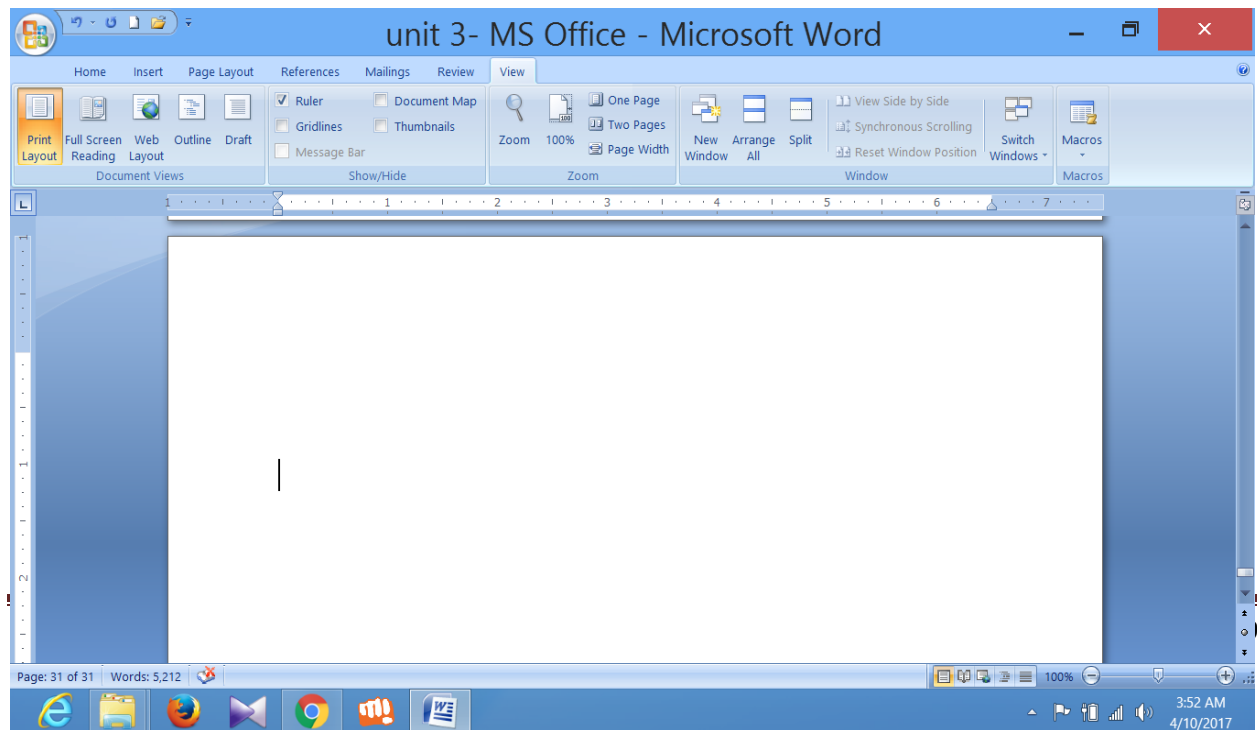 unit 3- MS Office - Microsoft Word
Home Insert Page Layout References Mailings Review View
Print Layout
Full Screen Reading
Web Layout
Outline
Draft
Document Views
Ruler
Gridlines
Message Bar
Document Map
Thumbnails
Show/Hide
Zoom
100%
One Page
Two Pages
Page Width
Zoom
New Window
Arrange All
Split
View Side by Side
Synchronous Scrolling
Reset Window Position
Switch Windows
Window
Macros
Macros
L
1 1 2 3 4 5 6 7
1
1
2
Page: 31 of 31 Words: 5,212 100%
3:52 AM
4/10/2017